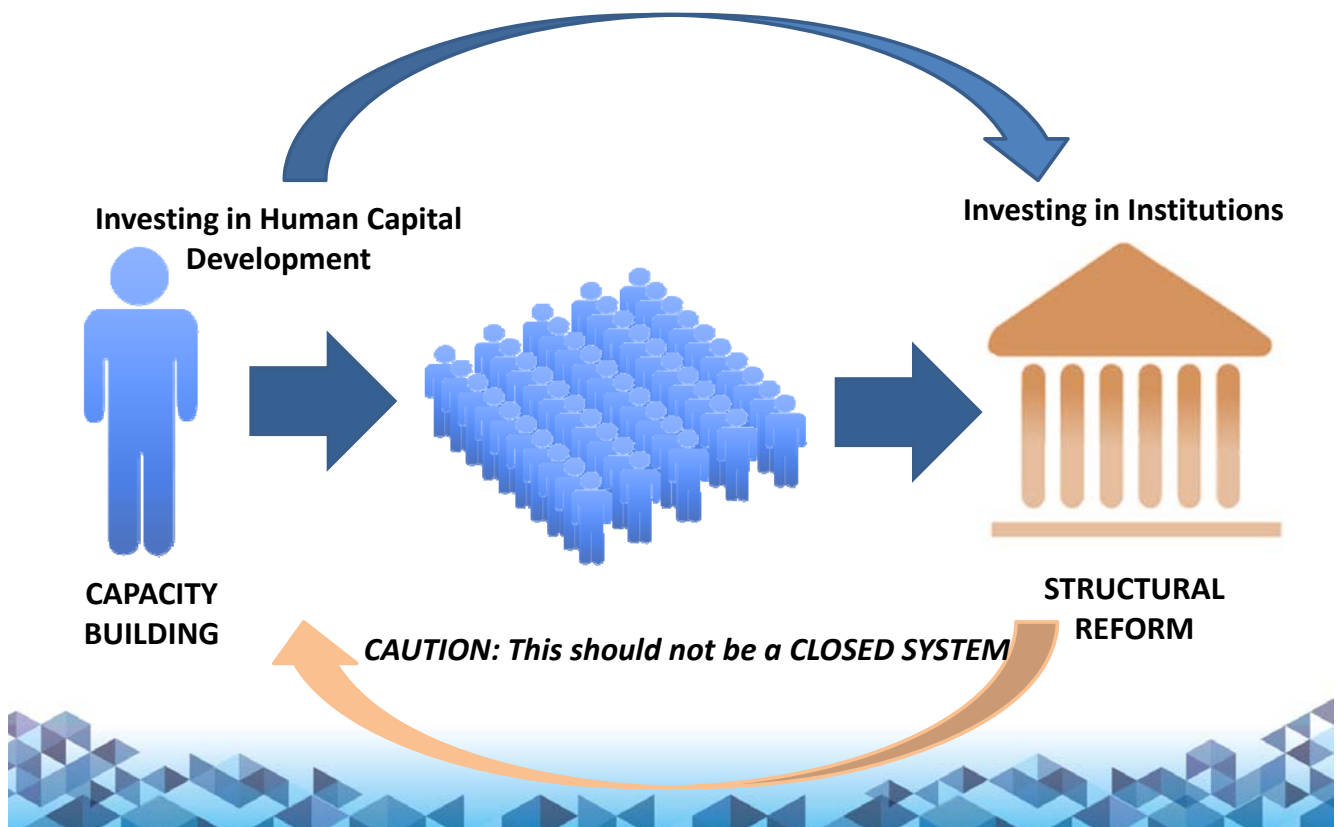 Investing in Human Capital
Development
Investing in Institutions
CAPACITY
BUILDING
STRUCTURAL
REFORM
CAUTION: This should not be a CLOSED SYSTEM